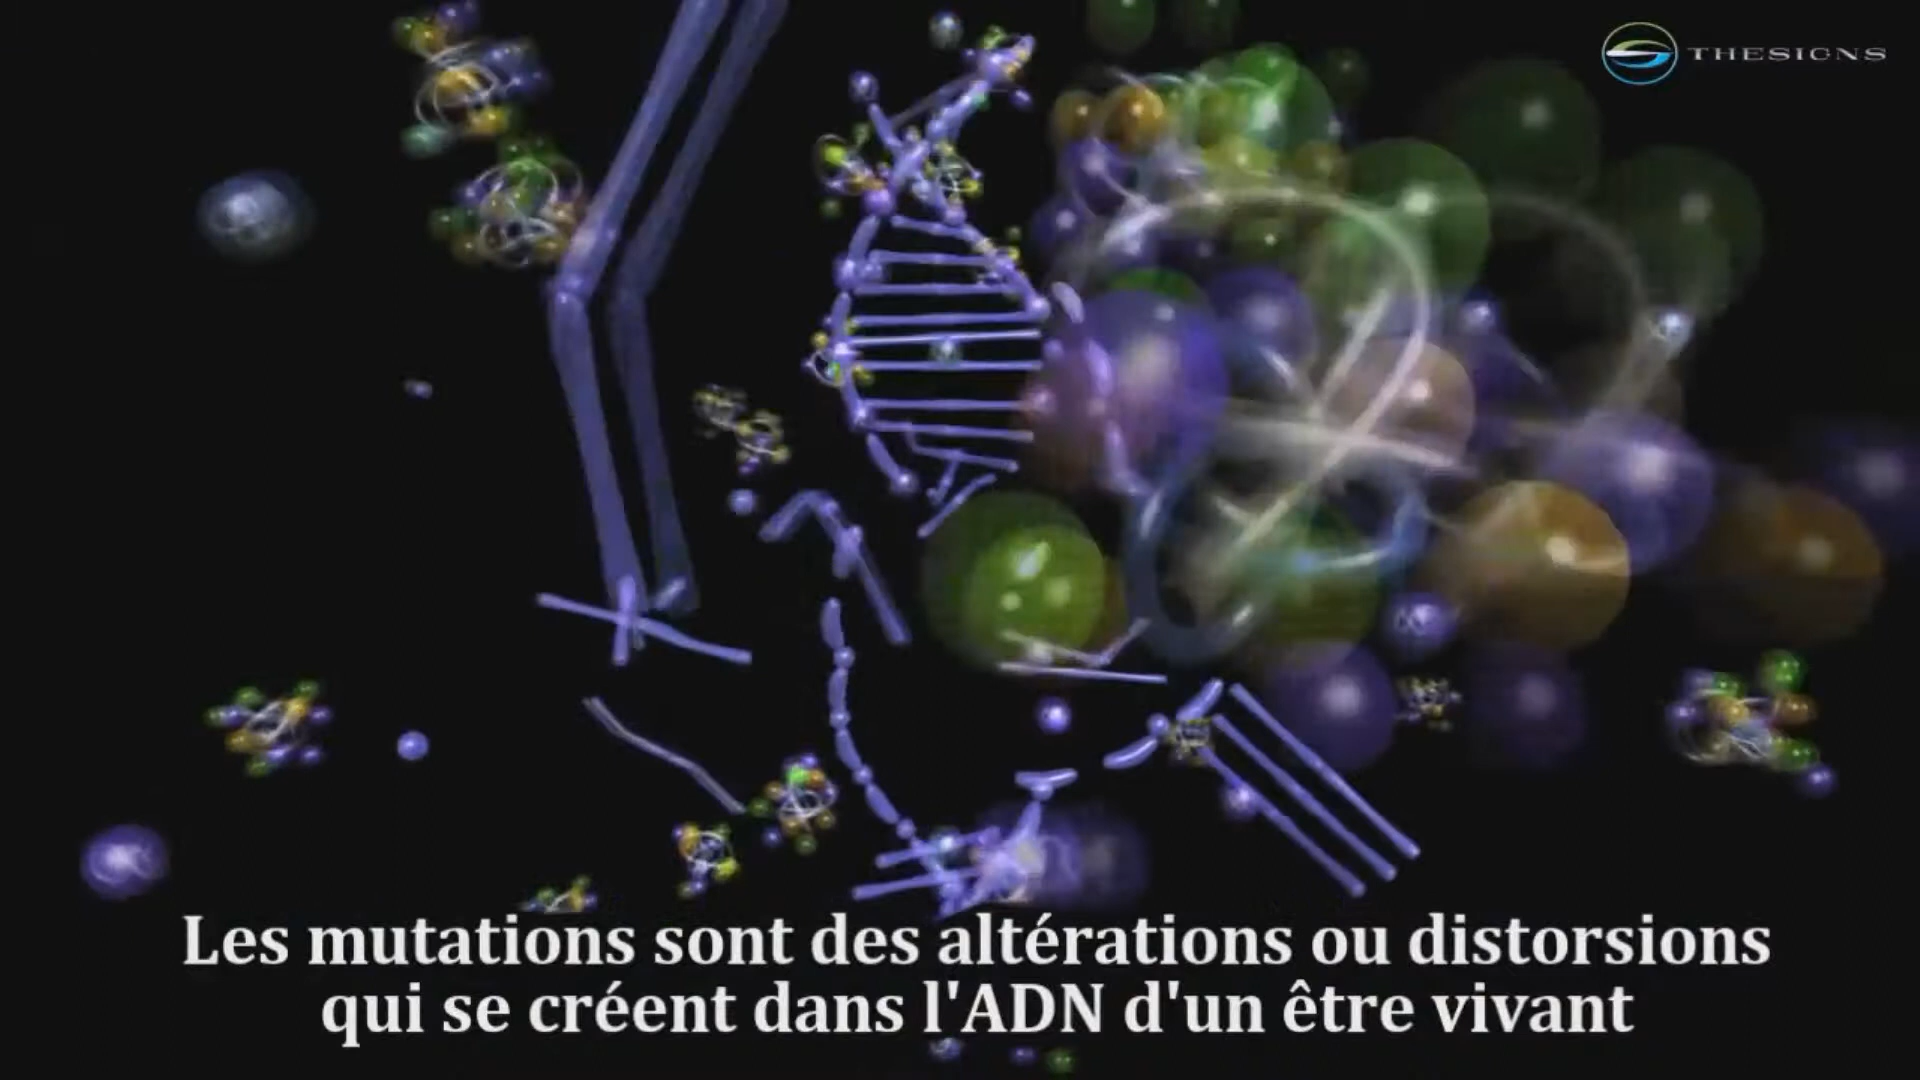 THESIGNS
Les mutations sont des altérations ou distorsions
qui se créent dans l'ADN d'un être vivant